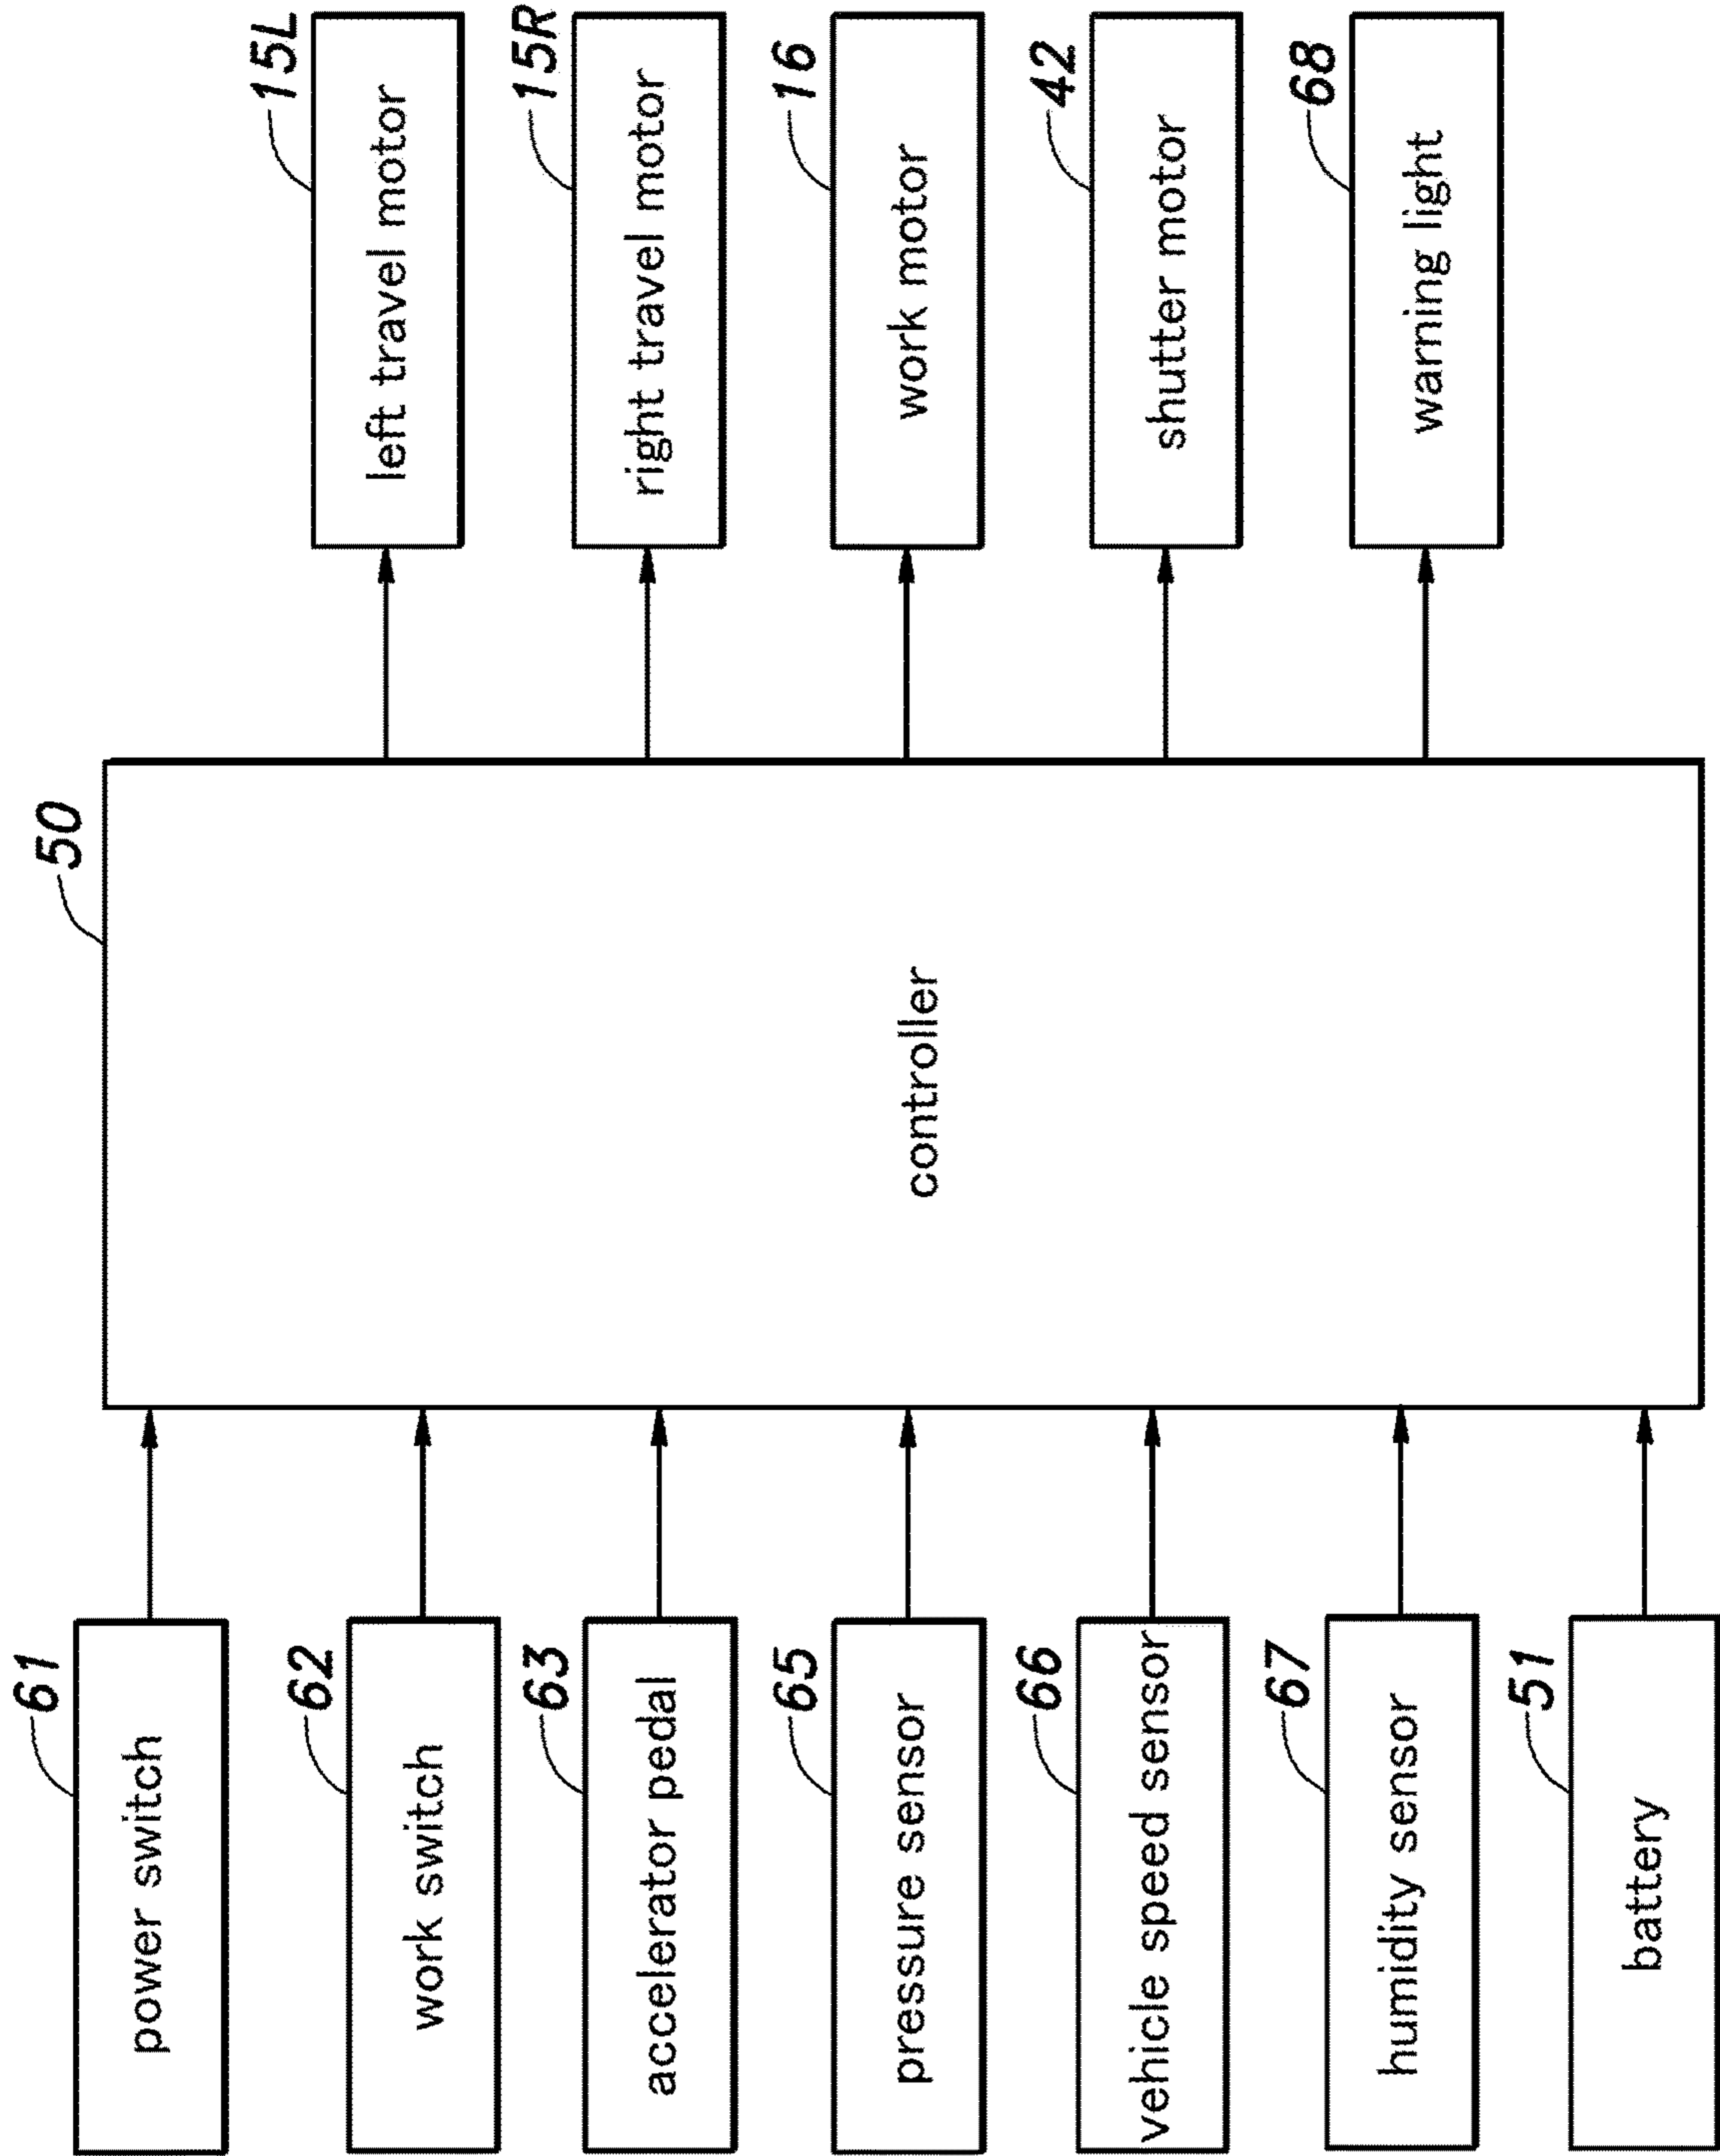 61
power switch
62
work switch
63
accelerator pedal
65
pressure sensor
66
vehicle speed sensor
67
humidity sensor
51
battery
50
controller
15L
left travel motor
15R
right travel motor
16
work motor
42
shutter motor
68
warning light